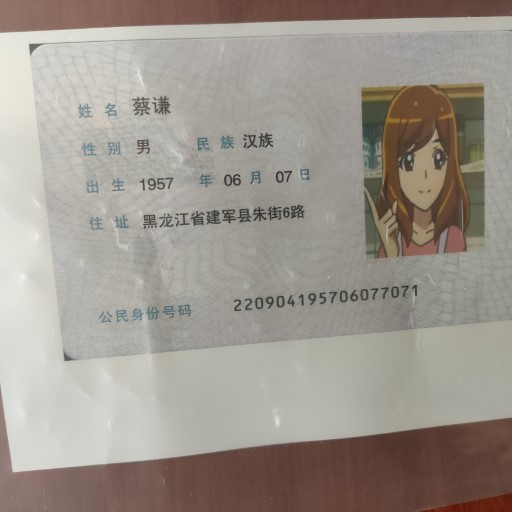 姓名 蔡谦
性别 男 民族 汉族
出生 1957 年 06 月 07 日
住址 黑龙江省建军县朱街6路
公民身份号码 220904195706077071